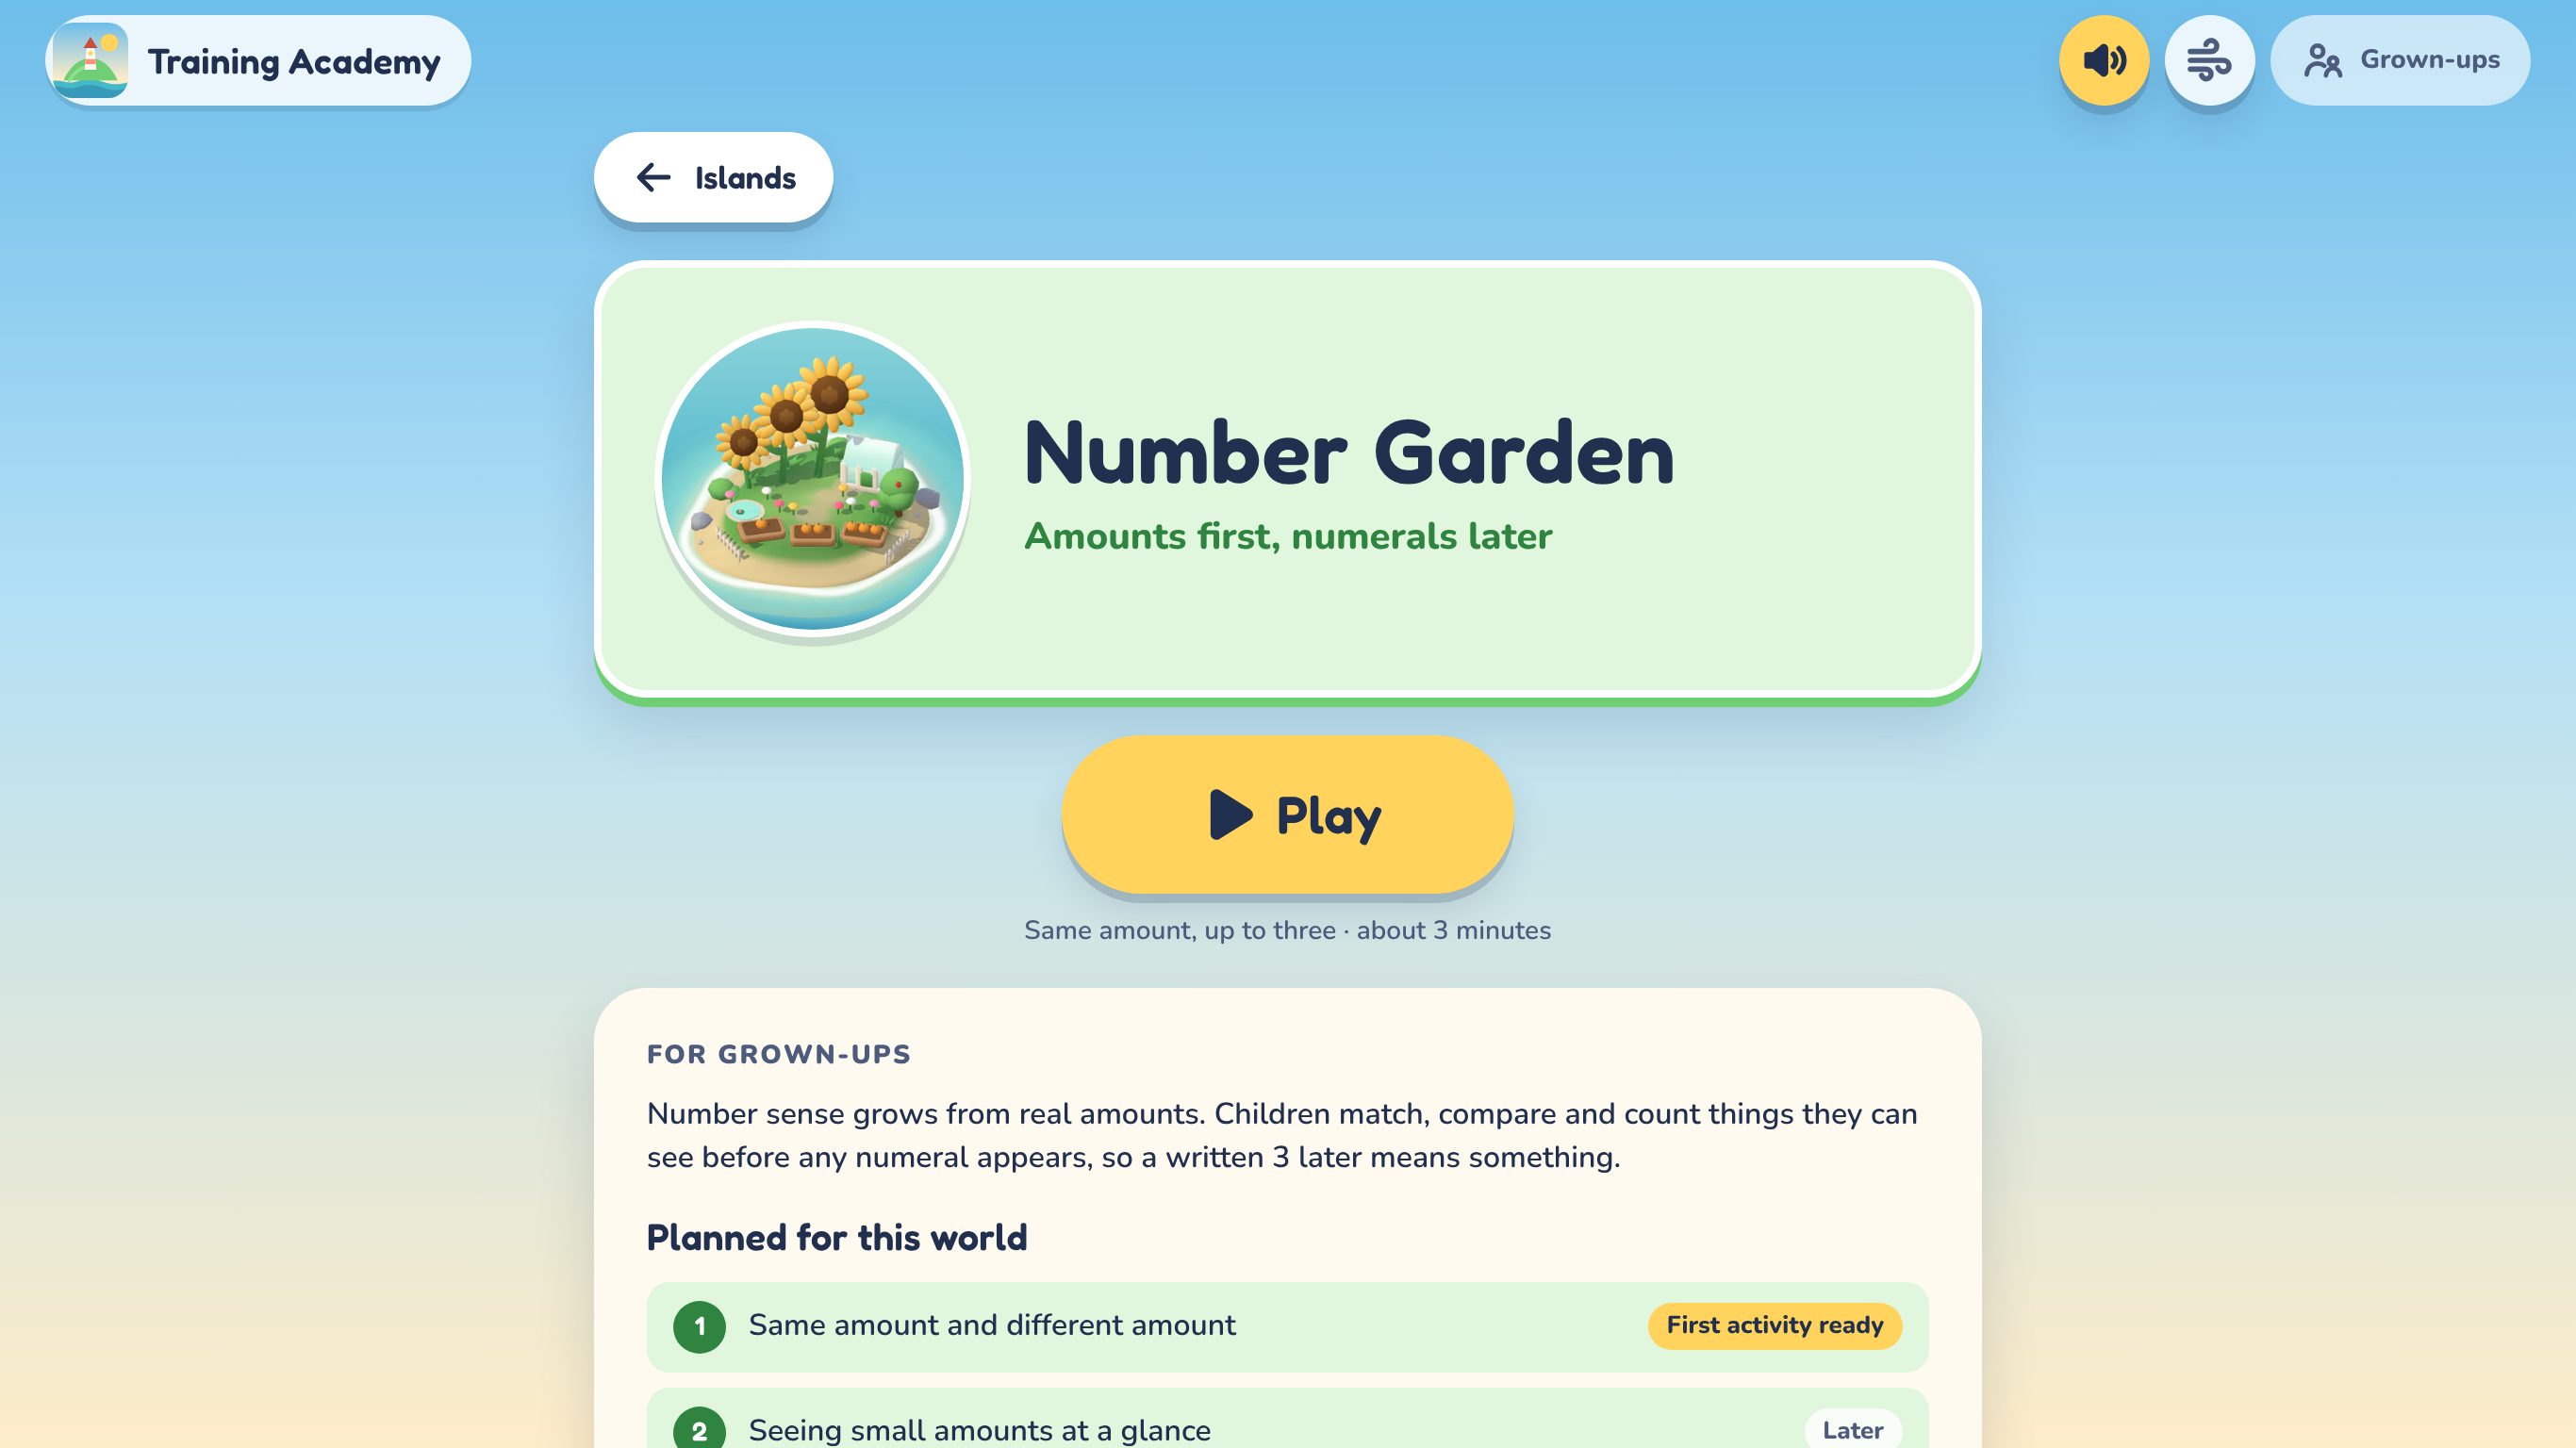 Training Academy
Grown-ups
Islands
Number Garden
Amounts first, numerals later
Play
Same amount, up to three · about 3 minutes
FOR GROWN-UPS
Number sense grows from real amounts. Children match, compare and count things they can
see before any numeral appears, so a written 3 later means something.
Planned for this world
1 Same amount and different amount First activity ready
2 Seeing small amounts at a glance Later